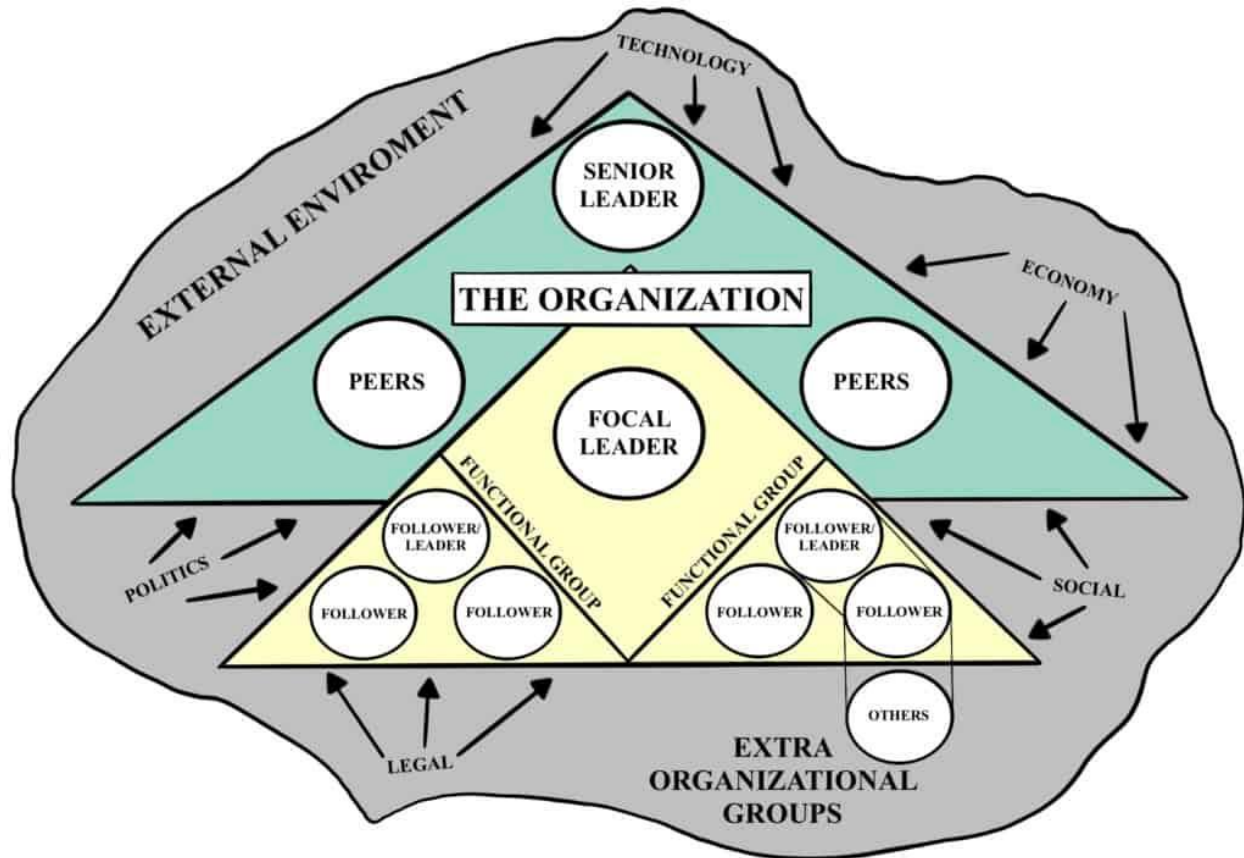 TECHNOLOGY
EXTERNAL ENVIROMENT
SENIOR
LEADER
ECONOMY
THE ORGANIZATION
PEERS
FOCAL
LEADER
PEERS
FUNCTIONAL GROUP
FUNCTIONAL GROUP
FOLLOWER/
LEADER
FOLLOWER
FOLLOWER
FOLLOWER/
LEADER
FOLLOWER
FOLLOWER
POLITICS
SOCIAL
LEGAL
OTHERS
EXTRA
ORGANIZATIONAL
GROUPS